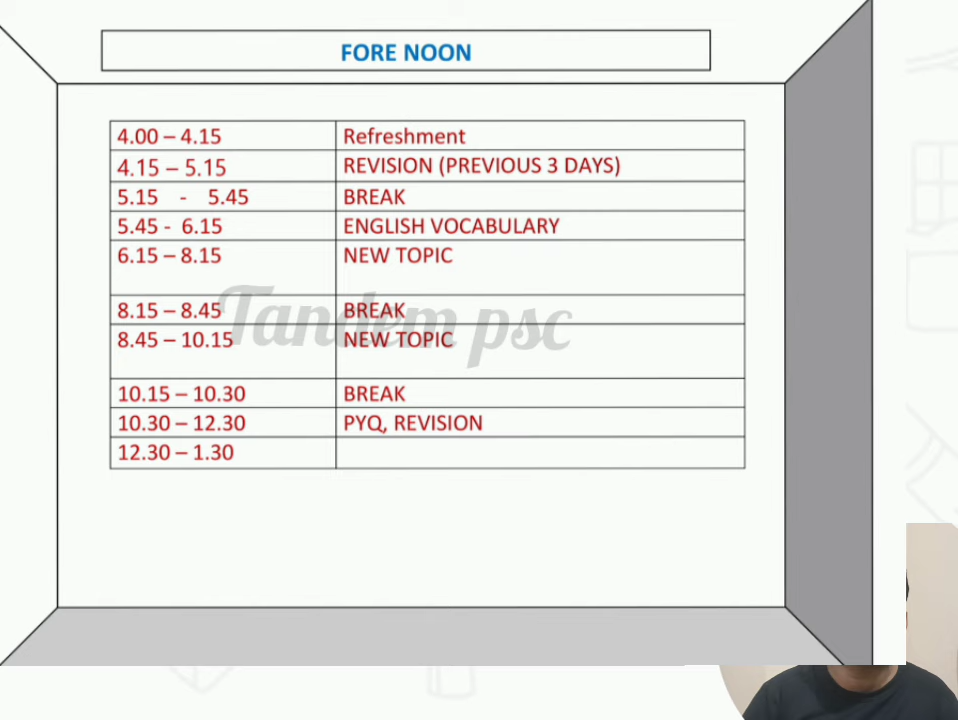 FORE NOON
4.00 – 4.15 Refreshment
4.15 – 5.15 REVISION (PREVIOUS 3 DAYS)
5.15 - 5.45 BREAK
5.45 - 6.15 ENGLISH VOCABULARY
6.15 – 8.15 NEW TOPIC
8.15 – 8.45 BREAK
Tandem psc
8.45 – 10.15 NEW TOPIC
10.15 – 10.30 BREAK
10.30 – 12.30 PYQ, REVISION
12.30 – 1.30